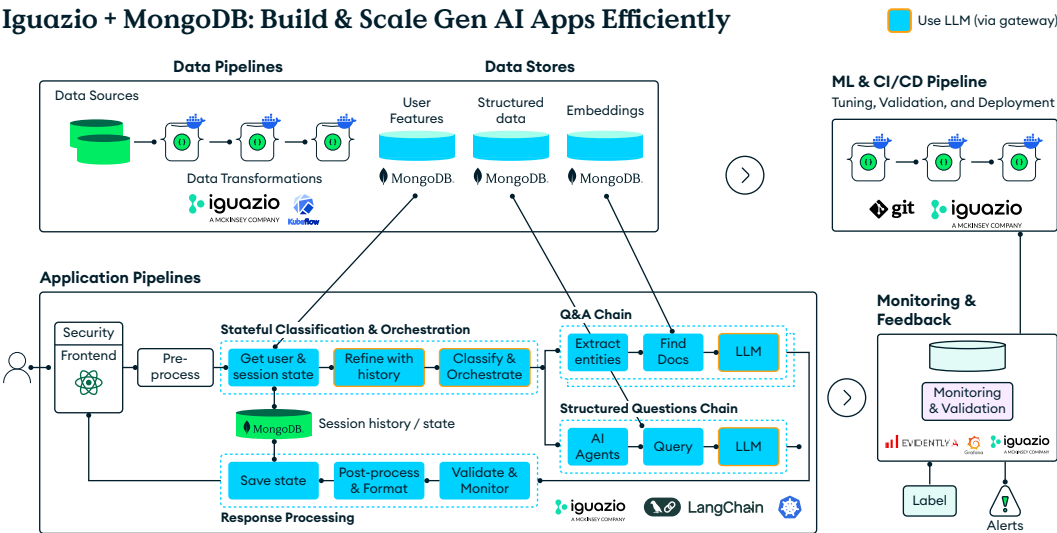 Iguazio + MongoDB: Build & Scale Gen AI Apps Efficiently
Use LLM (via gateway)
Data Pipelines
Data Stores
Data Sources
User
Features
Structured
data
Embeddings
MongoDB.
MongoDB.
MongoDB.
Data Transformations
iguazio
A MCKINSEY COMPANY
Kubeflow
ML & CI/CD Pipeline
Tuning, Validation, and Deployment
git
iguazio
A MCKINSEY COMPANY
Application Pipelines
Security
Frontend
Pre-
process
Stateful Classification & Orchestration
Get user &
session state
Refine with
history
Classify &
Orchestrate
MongoDB.
Session history / state
Save state
Post-process
& Format
Validate &
Monitor
Response Processing
Q&A Chain
Extract
entities
Find
Docs
LLM
Structured Questions Chain
AI
Agents
Query
LLM
iguazio
A MCKINSEY COMPANY
LangChain
Monitoring &
Feedback
Monitoring
& Validation
EVIDENTLY AI
Grafana
iguazio
A MCKINSEY COMPANY
Label
Alerts